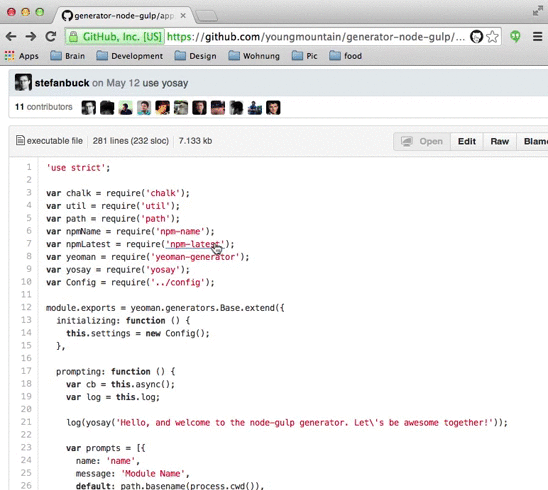 generator-node-gulp/app/
GitHub, Inc. [US] https://github.com/youngmountain/generator-node-gulp/...
Apps Brain Development Design Wohnung Pic food
stefanbuck on May 12 use yosay
11 contributors
executable file 281 lines (232 sloc) 7.133 kb Open Edit Raw Blame
1 'use strict';
2
3 var chalk = require('chalk');
4 var util = require('util');
5 var path = require('path');
6 var npmName = require('npm-name');
7 var npmLatest = require('npm-latest');
8 var yeoman = require('yeoman-generator');
9 var yosay = require('yosay');
10 var Config = require('../config');
11
12 module.exports = yeoman.generators.Base.extend({
13 initializing: function () {
14 this.settings = new Config();
15 },
16
17 prompting: function () {
18 var cb = this.async();
19 var log = this.log;
20
21 log(yosay('Hello, and welcome to the node-gulp generator. Let\'s be awesome together!'));
22
23 var prompts = [{
24 name: 'name',
25 message: 'Module Name',
26 default: path.basename(process.cwd()),